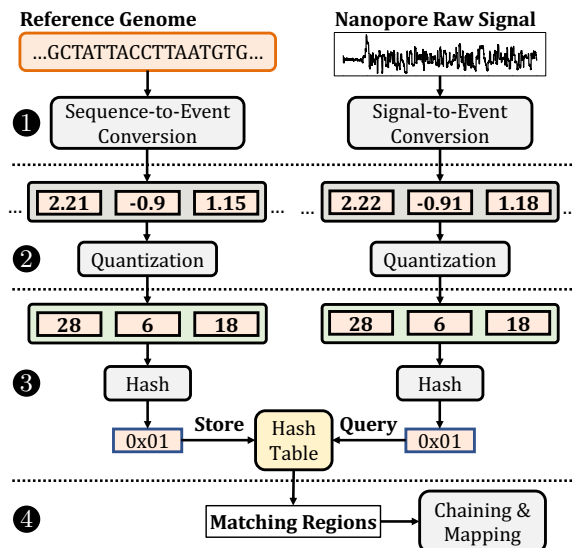 Reference Genome
Nanopore Raw Signal
...GCTATTACCTTAATGTG...
1
Sequence-to-Event
Conversion
Signal-to-Event
Conversion
... 2.21 -0.9 1.15 ...
... 2.22 -0.91 1.18 ...
2
Quantization
Quantization
28 6 18
28 6 18
3
Hash
Hash
0x01
Store
Hash
Table
Query
0x01
4
Matching Regions
Chaining &
Mapping